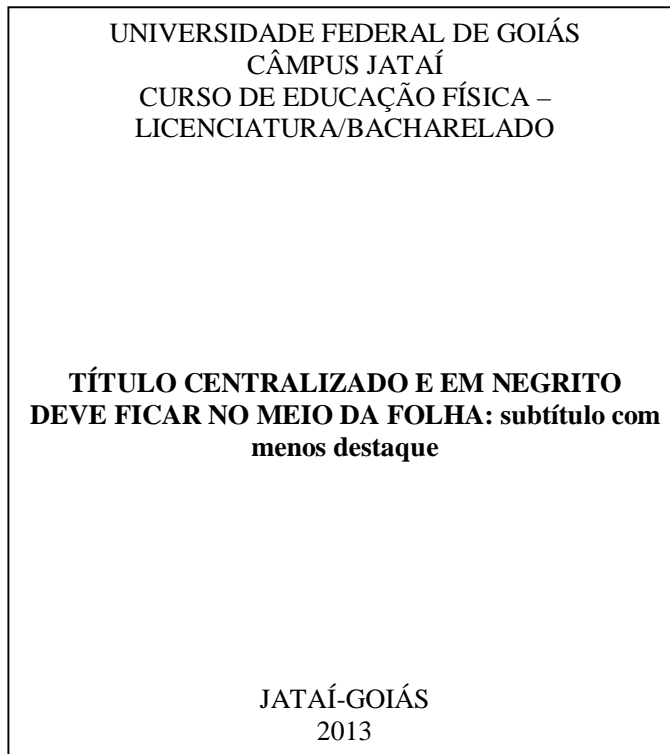 UNIVERSIDADE FEDERAL DE GOIÁS
CÂMPUS JATAÍ
CURSO DE EDUCAÇÃO FÍSICA –
LICENCIATURA/BACHARELADO
TÍTULO CENTRALIZADO E EM NEGRITO
DEVE FICAR NO MEIO DA FOLHA: subtítulo com
menos destaque
JATAÍ-GOIÁS
2013